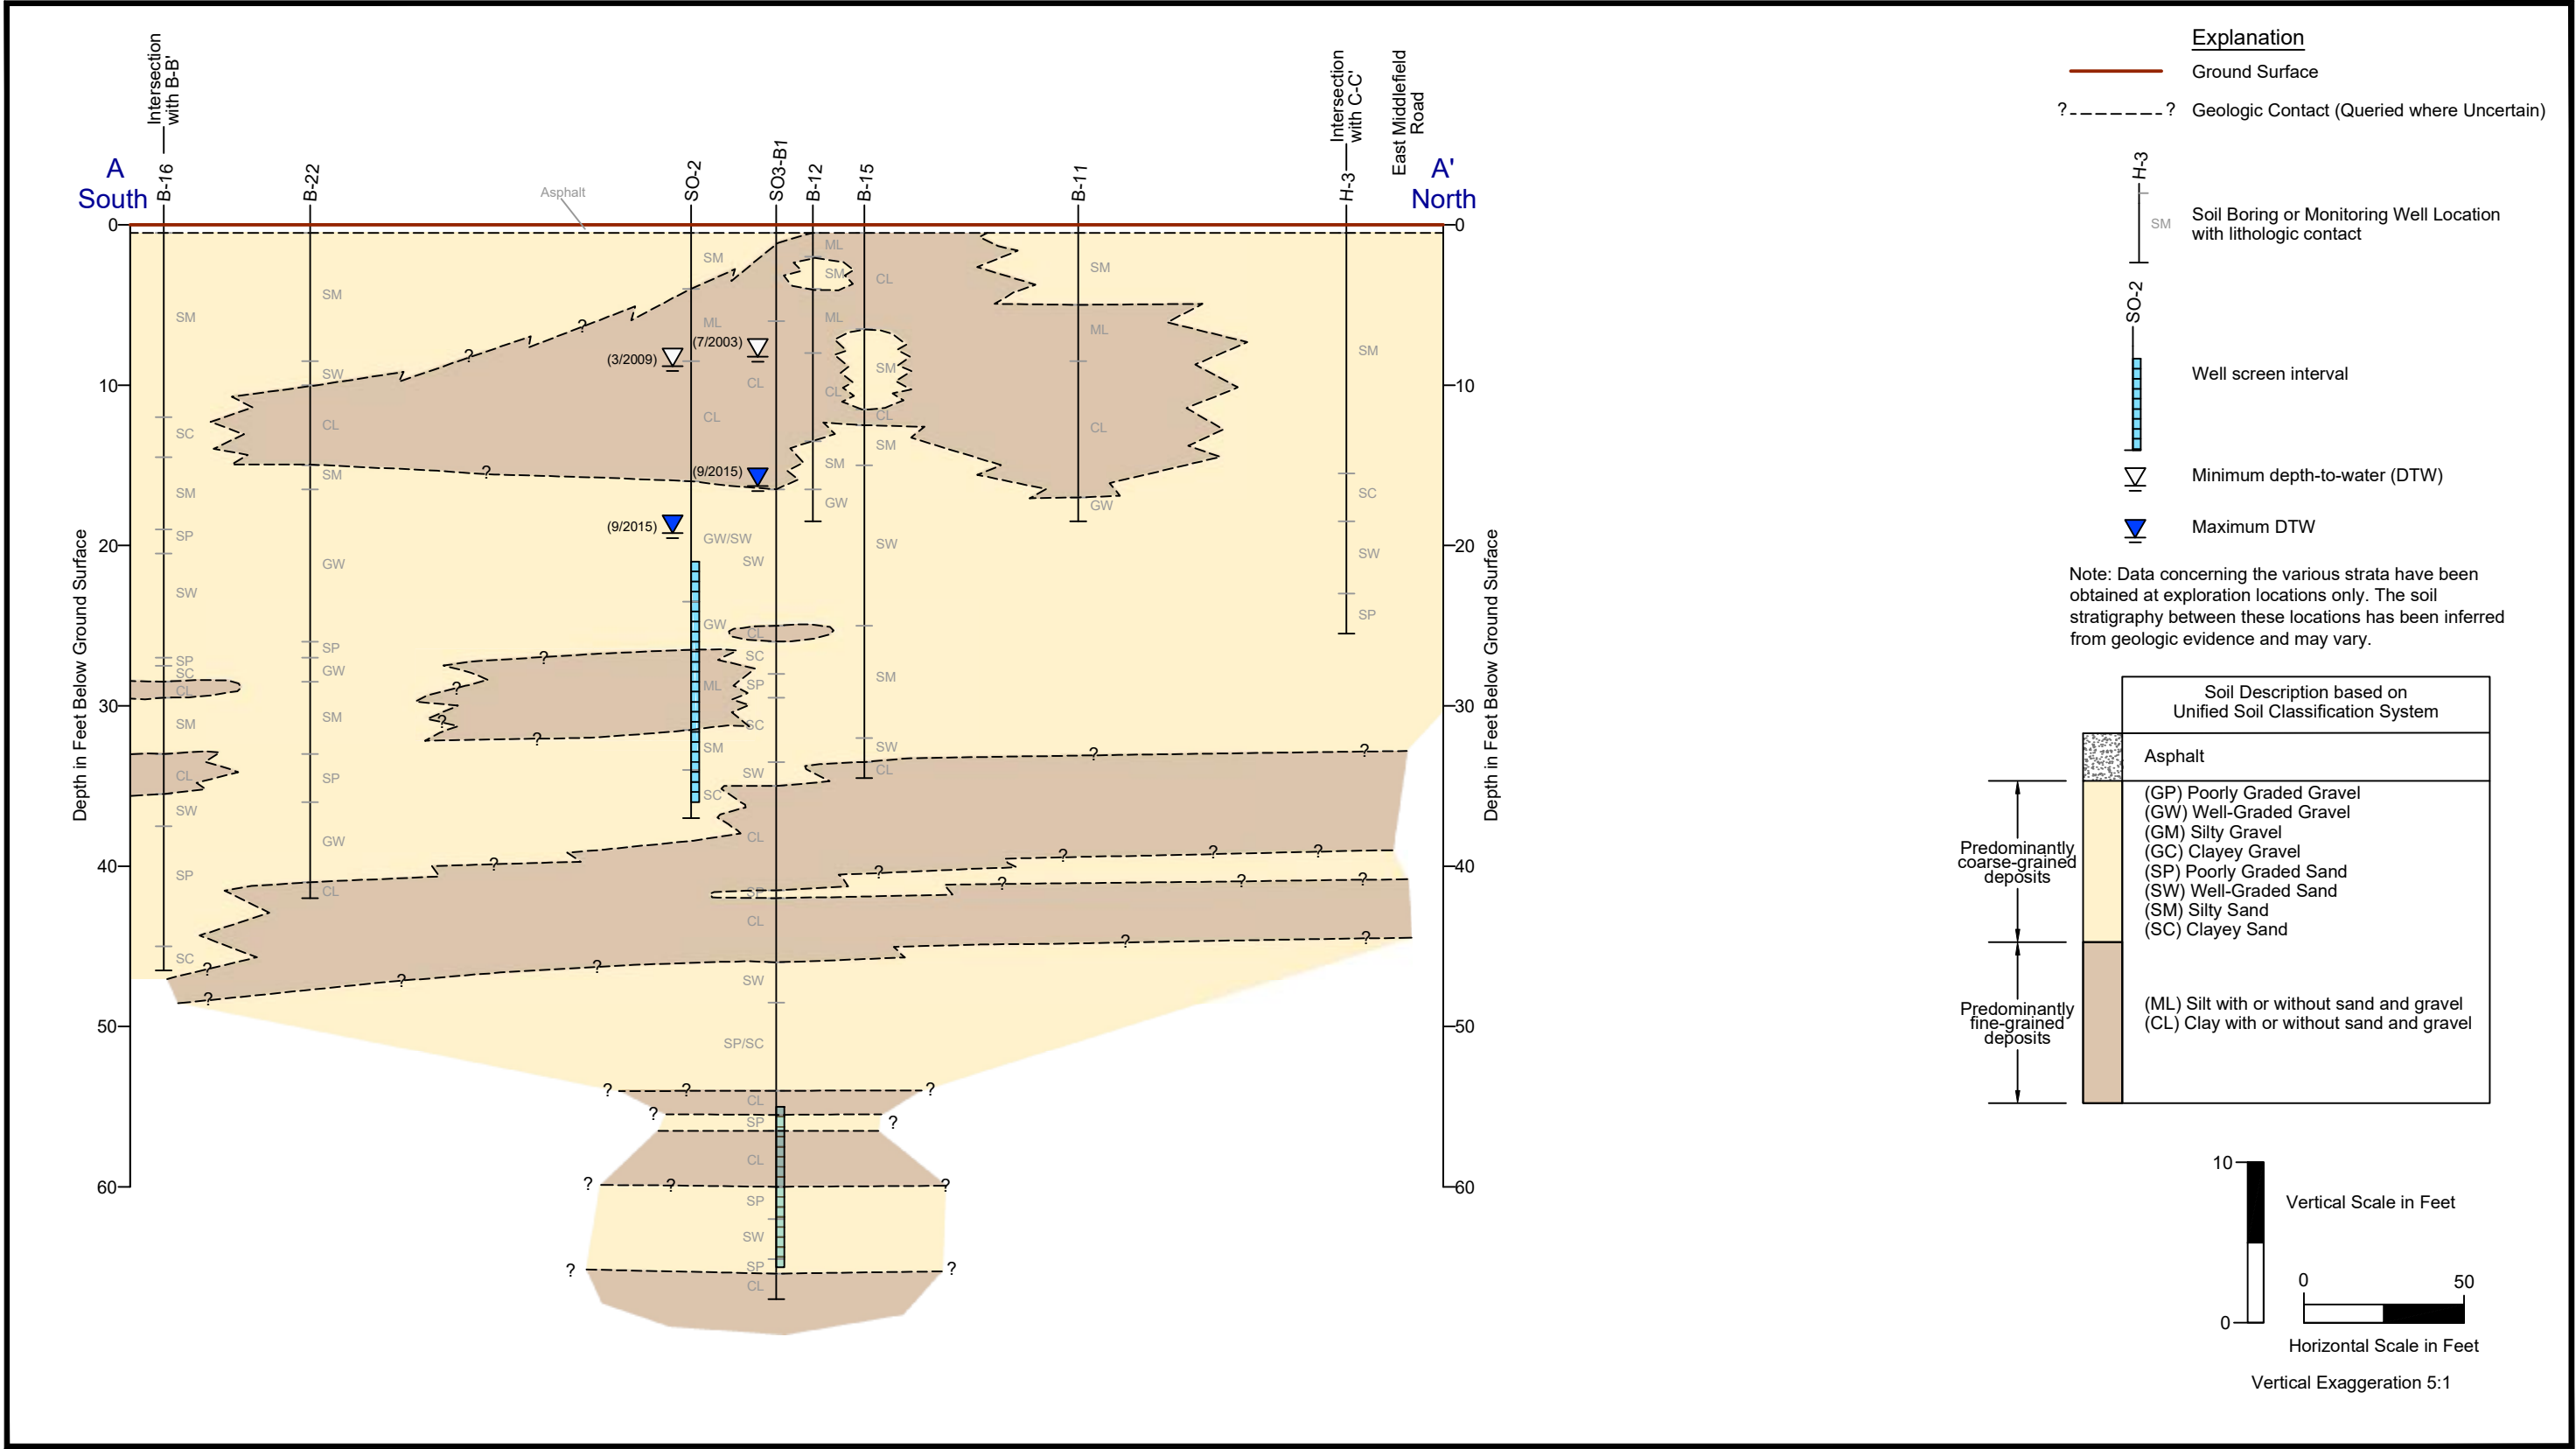 Intersection
with B-B'
Intersection
with C-C'
East Middlefield
Road
A
South
B-16
B-22
Asphalt
SO-2
SO3-B1
B-12
B-15
B-11
H-3
A'
North
0
10
20
30
40
50
60
Depth in Feet Below Ground Surface
SM
SC
SM
SP
SW
SP
SC
CL
SM
CL
SW
SP
SC
SM
SW
CL
SM
GW
SP
GW
SM
SP
GW
CL
SM
ML
CL
GW/SW
GW
ML
SM
SC
(3/2009)
(9/2015)
(7/2003)
(9/2015)
CL
SW
CL
SC
SP
SC
SW
CL
SP
CL
SW
SP/SC
CL
SP
CL
SP
SW
SP
CL
ML
SM
ML
CL
SM
GW
CL
SM
CL
SM
SW
SM
SW
CL
SM
ML
CL
GW
SM
SC
SW
SP
? ? ? ? ? ? ? ? ? ?
? ? ? ? ? ? ? ? ? ?
? ? ? ? ? ? ? ? ? ?
? ? ? ? ? ? ? ? ?
0
10
20
30
40
50
60
Depth in Feet Below Ground Surface
Explanation
Ground Surface
? ? Geologic Contact (Queried where Uncertain)
H-3
SM
Soil Boring or Monitoring Well Location
with lithologic contact
SO-2
Well screen interval
Minimum depth-to-water (DTW)
Maximum DTW
Note: Data concerning the various strata have been
obtained at exploration locations only. The soil
stratigraphy between these locations has been inferred
from geologic evidence and may vary.
Soil Description based on
Unified Soil Classification System
Asphalt
Predominantly
coarse-grained
deposits
(GP) Poorly Graded Gravel
(GW) Well-Graded Gravel
(GM) Silty Gravel
(GC) Clayey Gravel
(SP) Poorly Graded Sand
(SW) Well-Graded Sand
(SM) Silty Sand
(SC) Clayey Sand
Predominantly
fine-grained
deposits
(ML) Silt with or without sand and gravel
(CL) Clay with or without sand and gravel
10
0
Vertical Scale in Feet
0 50
Horizontal Scale in Feet
Vertical Exaggeration 5:1